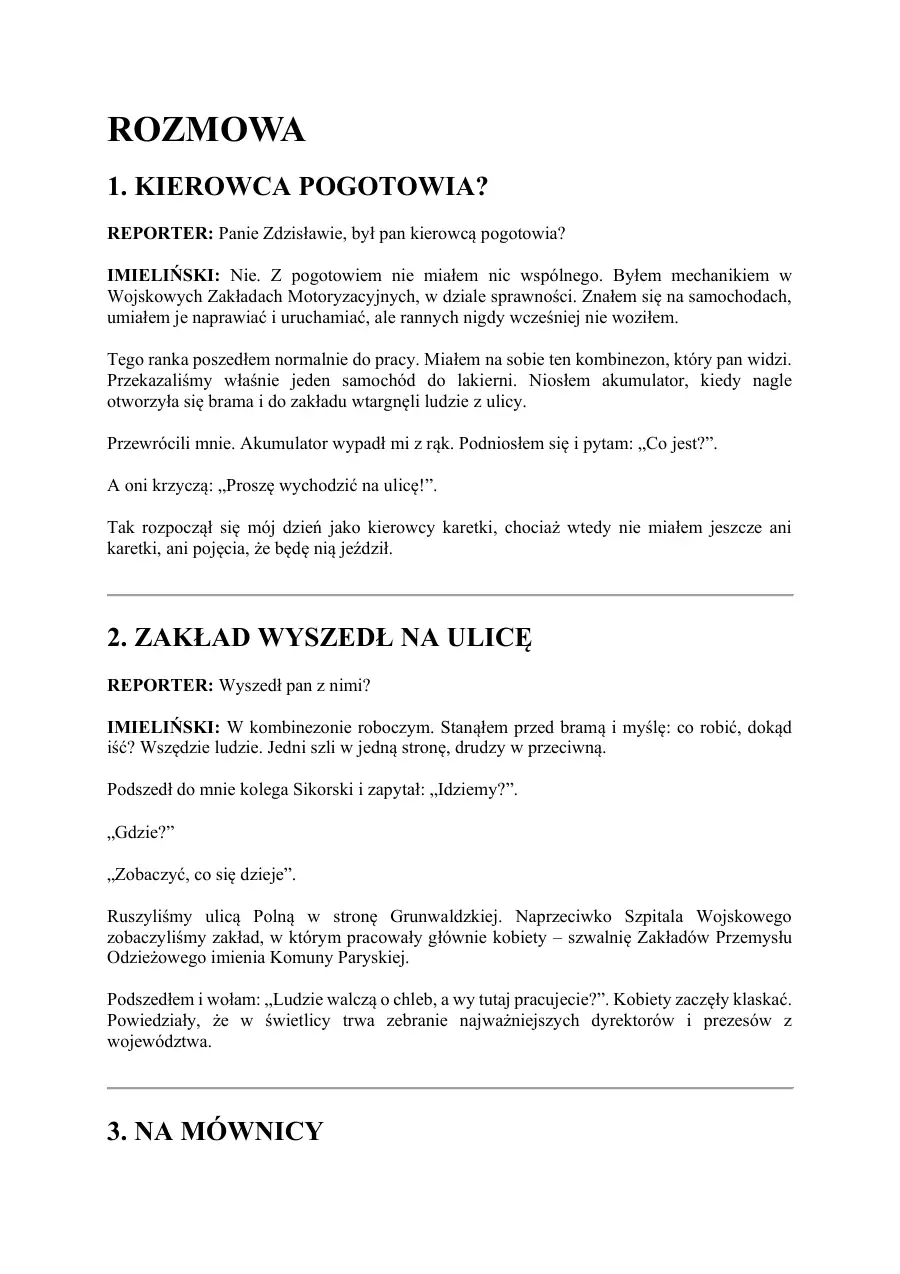 ROZMOWA
1. KIEROWCA POGOTOWIA?
REPORTER: Panie Zdzisławie, był pan kierowcą pogotowia?
IMIELIŃSKI: Nie. Z pogotowiem nie miałem nic wspólnego. Byłem mechanikiem w
Wojskowych Zakładach Motoryzacyjnych, w dziale sprawności. Znałem się na samochodach,
umiałem je naprawiać i uruchamiać, ale rannych nigdy wcześniej nie woziłem.
Tego ranka poszedłem normalnie do pracy. Miałem na sobie ten kombinezon, który pan widzi.
Przekazaliśmy właśnie jeden samochód do lakierni. Niosłem akumulator, kiedy nagle
otworzyła się brama i do zakładu wtargnęli ludzie z ulicy.
Przewrócili mnie. Akumulator wypadł mi z rąk. Podniosłem się i pytam: „Co jest?”.
A oni krzyczą: „Proszę wychodzić na ulicę!”.
Tak rozpoczął się mój dzień jako kierowcy karetki, chociaż wtedy nie miałem jeszcze ani
karetki, ani pojęcia, że będę nią jeździł.
2. ZAKŁAD WYSZEDŁ NA ULICĘ
REPORTER: Wyszedł pan z nimi?
IMIELIŃSKI: W kombinezonie roboczym. Stanąłem przed bramą i myślę: co robić, dokąd
iść? Wszędzie ludzie. Jedni szli w jedną stronę, drudzy w przeciwną.
Podszedł do mnie kolega Sikorski i zapytał: „Idziemy?”.
„Gdzie?”
„Zobaczyć, co się dzieje”.
Ruszyliśmy ulicą Polną w stronę Grunwaldzkiej. Naprzeciwko Szpitala Wojskowego
zobaczyliśmy zakład, w którym pracowały głównie kobiety – szwalnię Zakładów Przemysłu
Odzieżowego imienia Komuny Paryskiej.
Podszedłem i wołam: „Ludzie walczą o chleb, a wy tutaj pracujecie?”. Kobiety zaczęły klaskać.
Powiedziały, że w świetlicy trwa zebranie najważniejszych dyrektorów i prezesów z
województwa.
3. NA MÓWNICY